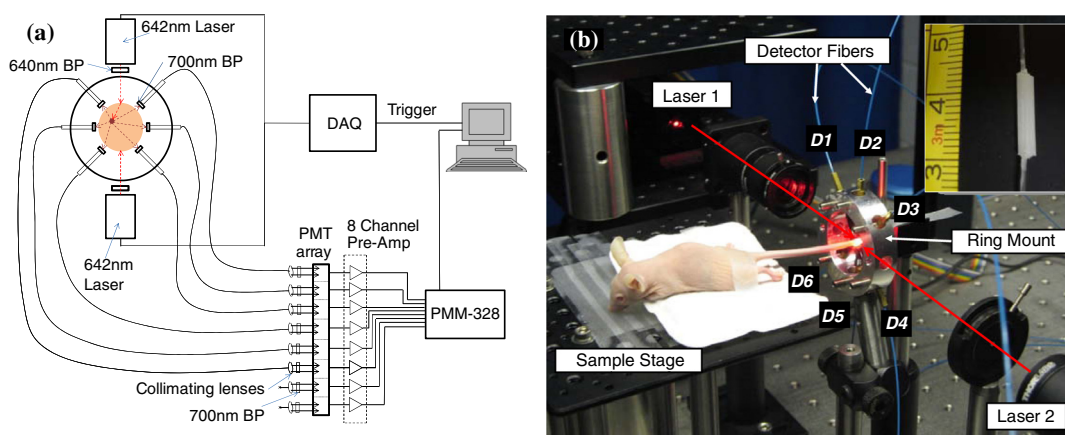 (a)
642nm Laser
640nm BP
700nm BP
DAQ
Trigger
642nm
Laser
PMT
array
8 Channel
Pre-Amp
PMM-328
Collimating lenses
700nm BP
(b)
Detector Fibers
Laser 1
D1
D2
D3
Ring Mount
D6
D5
D4
Sample Stage
Laser 2
5
4
3m
3